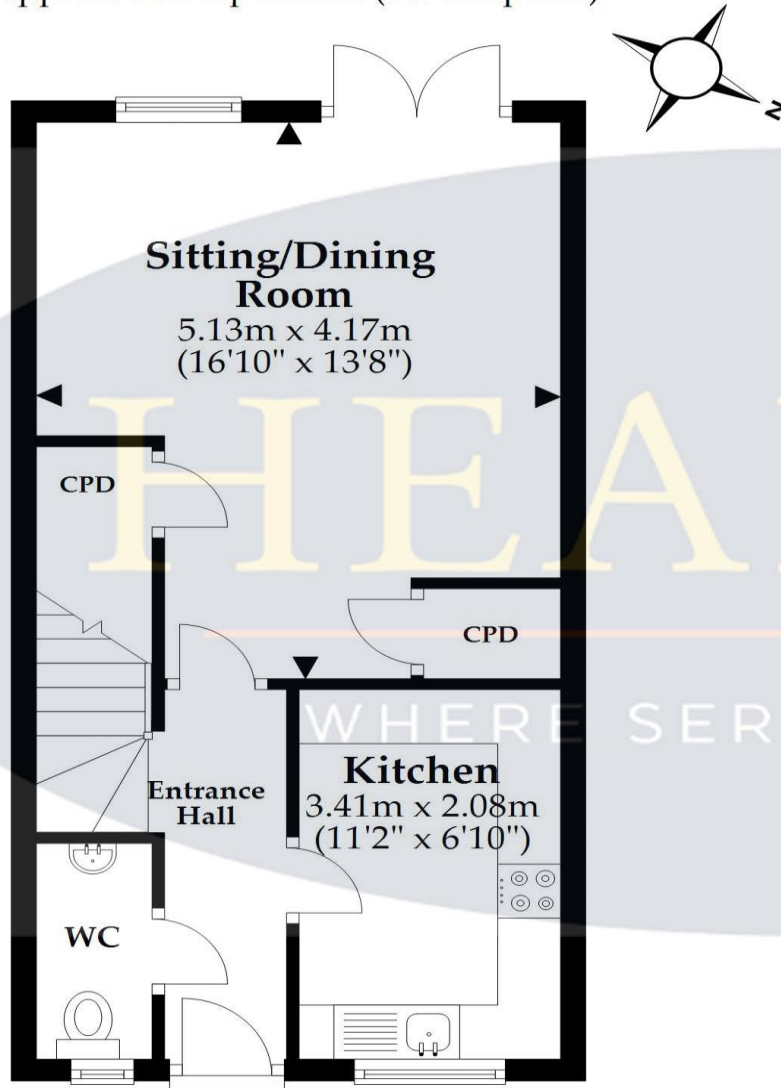 N
Sitting/Dining
Room
5.13m x 4.17m
(16'10" x 13'8")
CPD
HEA
CPD
WHERE SER
Kitchen
3.41m x 2.08m
(11'2" x 6'10")
Entrance
Hall
WC